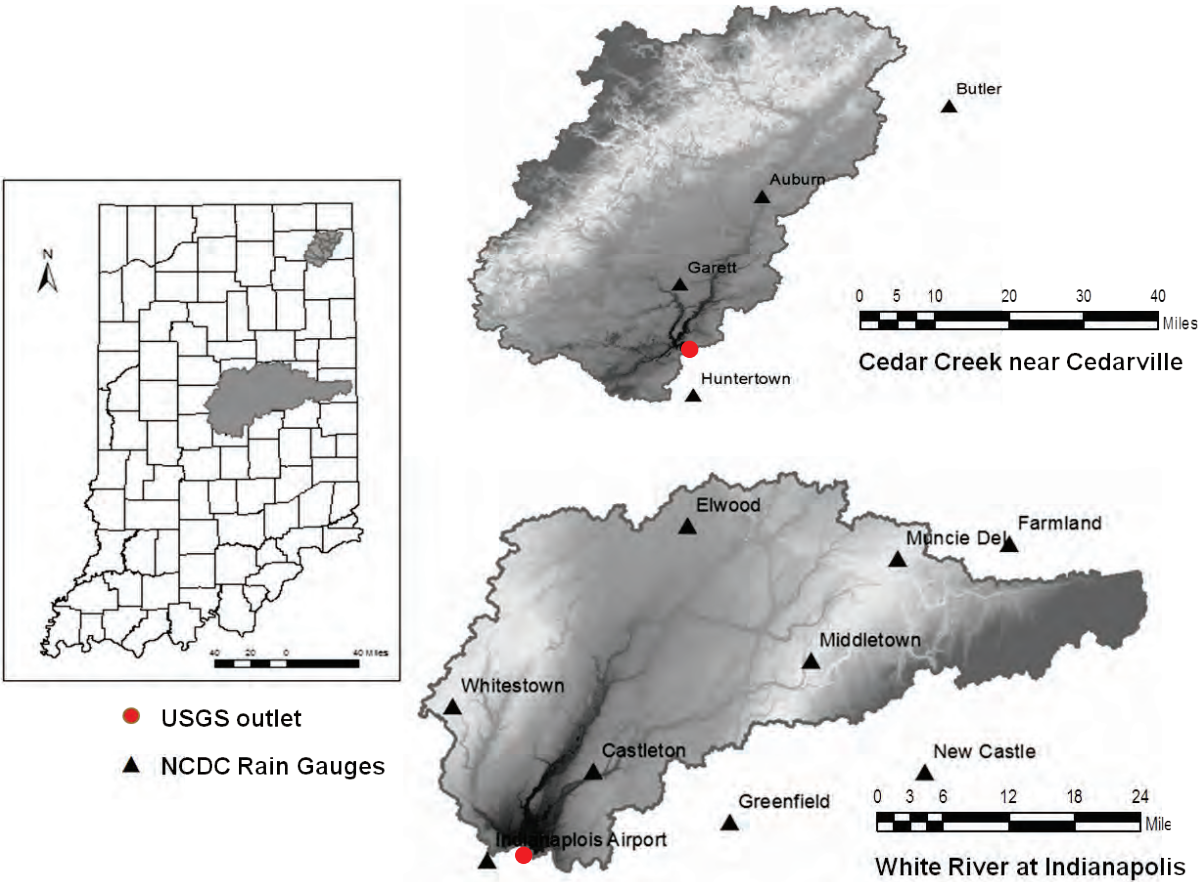 Butler
Auburn
Garett
Huntertown
0 5 10 20 30 40
Miles
Cedar Creek near Cedarville
N
40 20 0 40 Miles
USGS outlet
NCDC Rain Gauges
Elwood
Muncie Del
Farmland
Middletown
Whitestown
Castleton
New Castle
Greenfield
Indianaplois Airport
0 3 6 12 18 24
Mile
White River at Indianapolis